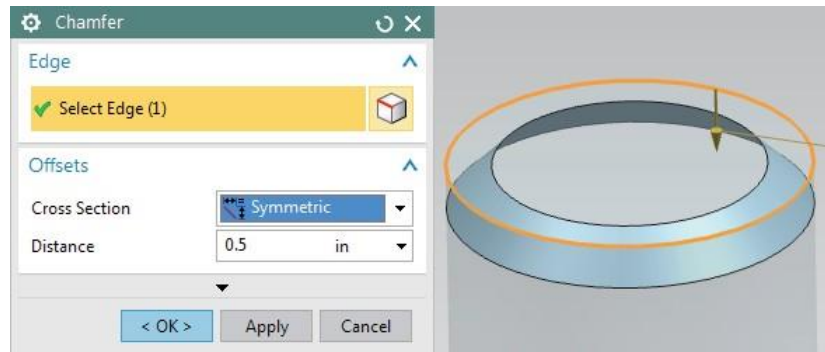 Chamfer
Edge
Select Edge (1)
Offsets
Cross Section Symmetric
Distance 0.5 in
< OK > Apply Cancel